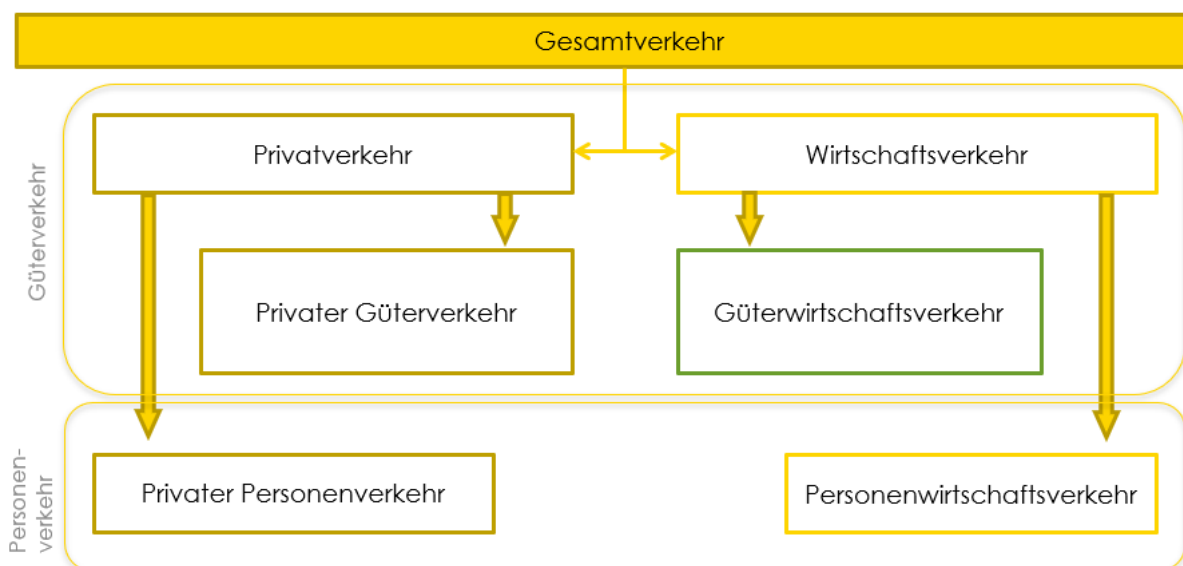 Gesamtverkehr
Güterverkehr
Privatverkehr
Wirtschaftsverkehr
Privater Güterverkehr
Güterwirtschaftsverkehr
Personen-
verkehr
Privater Personenverkehr
Personenwirtschaftsverkehr